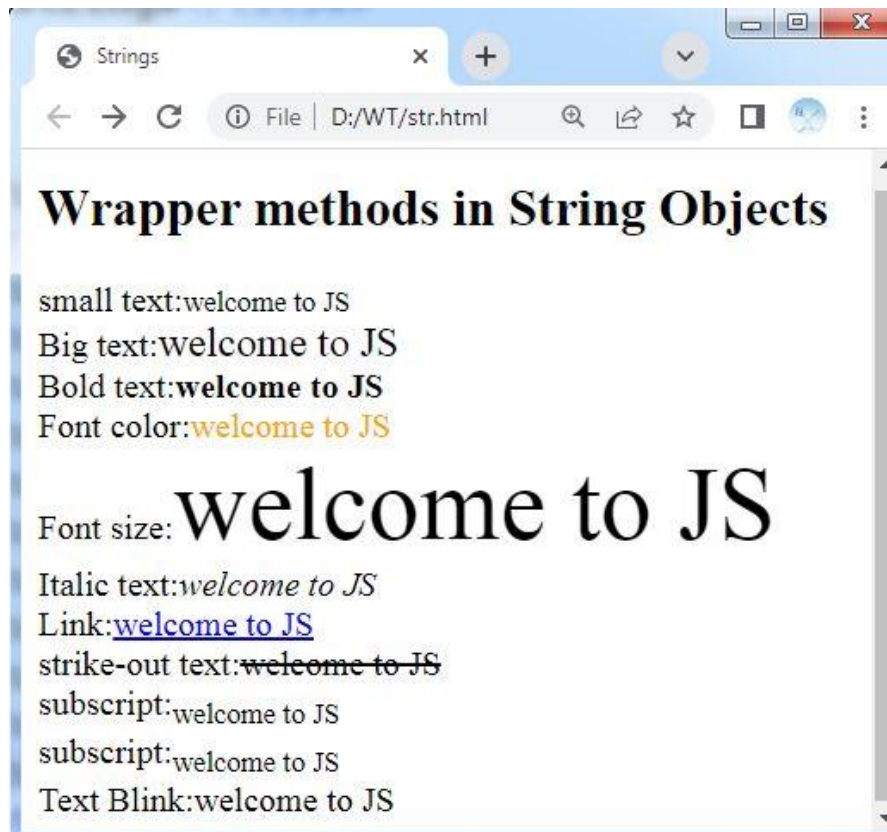 Strings
File | D:/WT/str.html
Wrapper methods in String Objects
small text:welcome to JS
Big text:welcome to JS
Bold text:welcome to JS
Font color:welcome to JS
Font size:welcome to JS
Italic text:welcome to JS
Link:welcome to JS
strike-out text:welcome to JS
subscript:welcome to JS
subscript:welcome to JS
Text Blink:welcome to JS